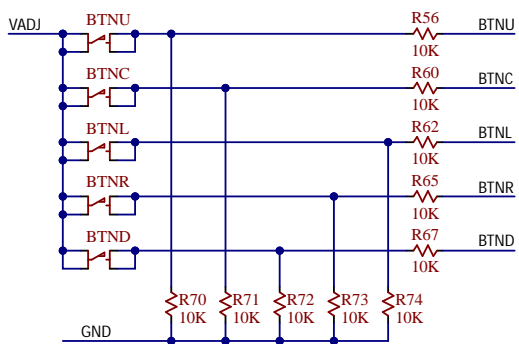 VADJ
BTNU
R56
10K
BTNU
BTNC
R60
10K
BTNC
BTNL
R62
10K
BTNL
BTNR
R65
10K
BTNR
BTND
R67
10K
BTND
R70
10K
R71
10K
R72
10K
R73
10K
R74
10K
GND